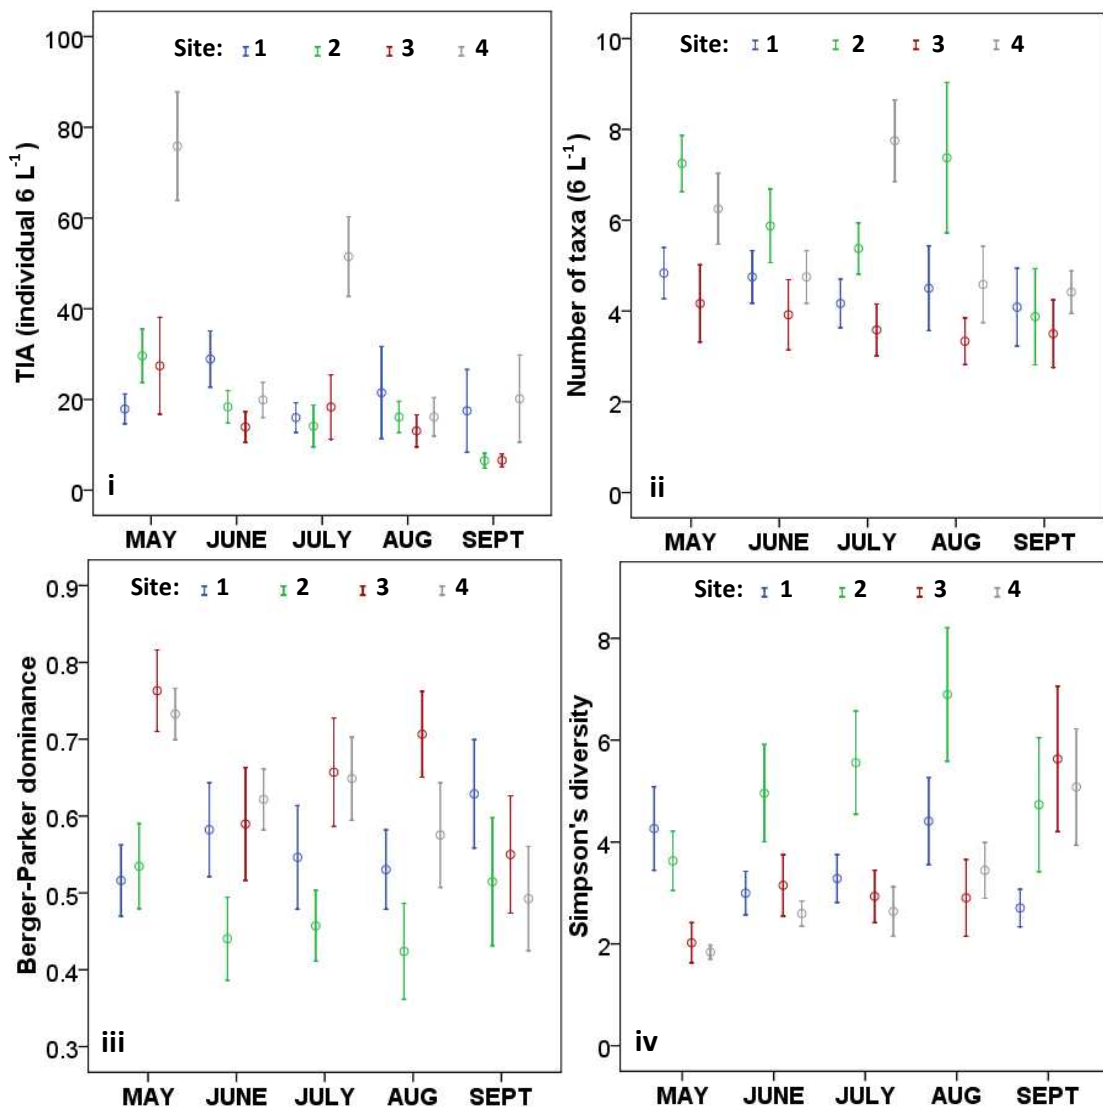 Site: 1 2 3 4
TIA (individual 6 L-1)
100
80
60
40
20
0
i
MAY JUNE JULY AUG SEPT
Site: 1 2 3 4
Number of taxa (6 L-1)
10
8
6
4
2
0
ii
MAY JUNE JULY AUG SEPT
Site: 1 2 3 4
Berger-Parker dominance
0.9
0.8
0.7
0.6
0.5
0.4
0.3
iii
MAY JUNE JULY AUG SEPT
Site: 1 2 3 4
Simpson's diversity
8
6
4
2
0
iv
MAY JUNE JULY AUG SEPT